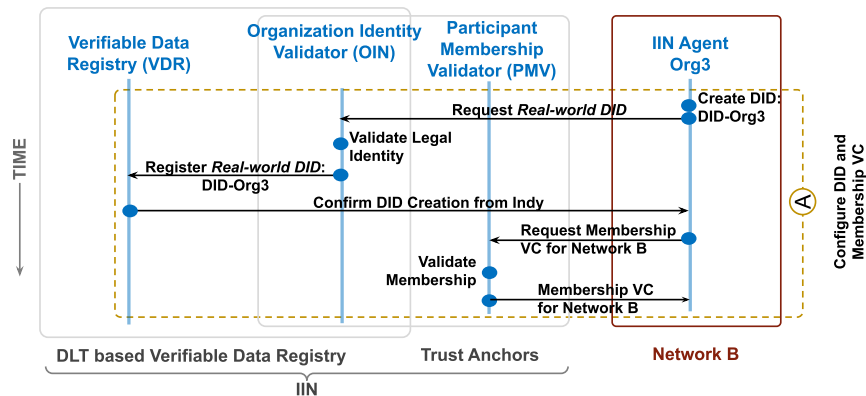 Verifiable Data
Registry (VDR)
Organization Identity
Validator (OIN)
Participant
Membership
Validator (PMV)
IIN Agent
Org3
Create DID:
DID-Org3
Request Real-world DID
Validate Legal
Identity
Register Real-world DID:
DID-Org3
Confirm DID Creation from Indy
Request Membership
VC for Network B
Validate
Membership
Membership VC
for Network B
TIME
A
Configure DID and
Membership VC
DLT based Verifiable Data Registry
Trust Anchors
Network B
IIN